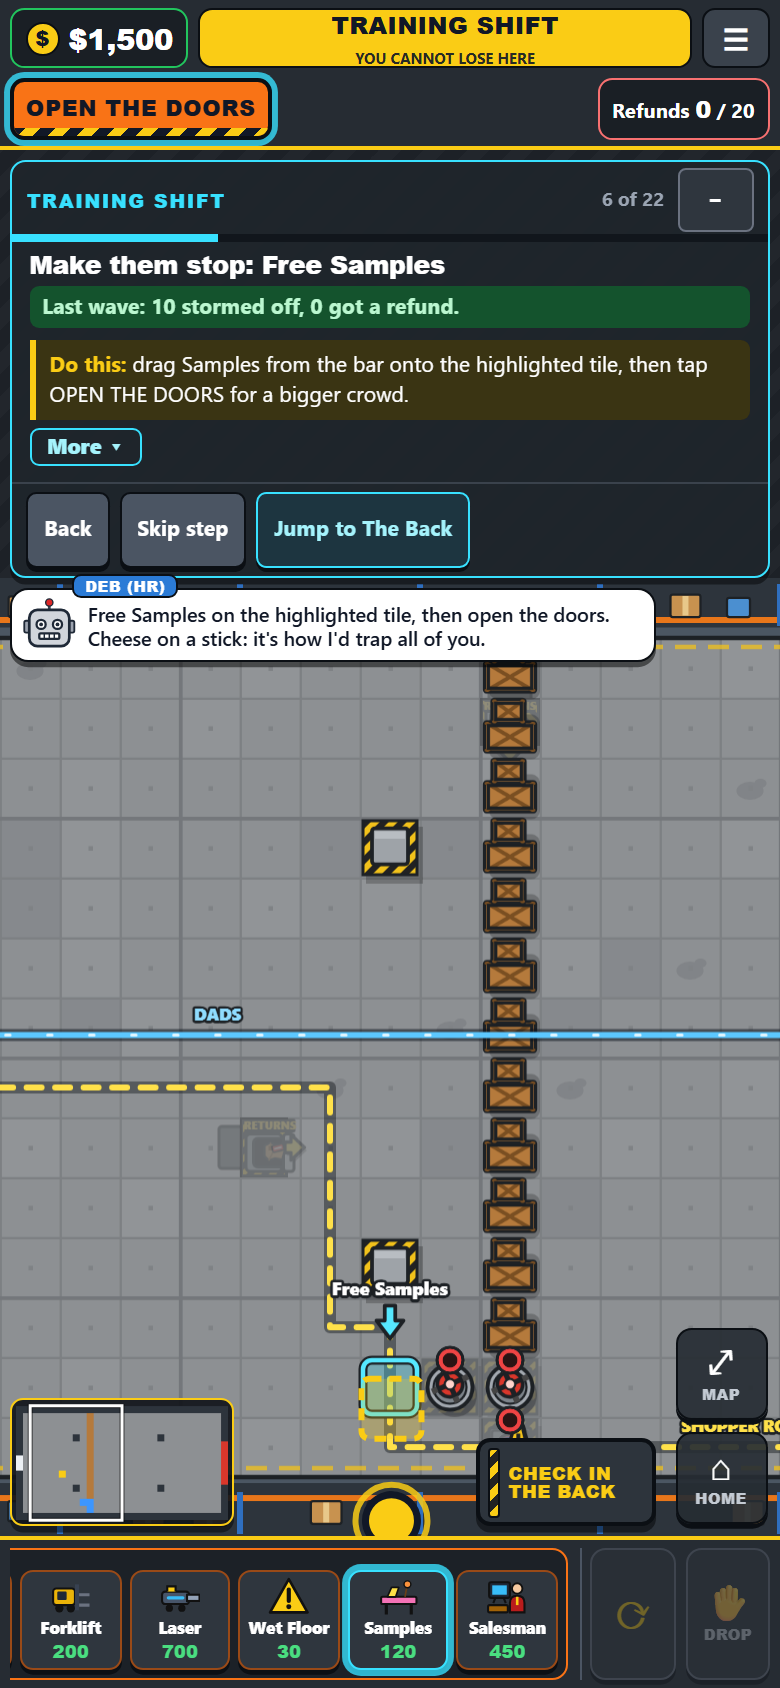 $1,500
TRAINING SHIFT
YOU CANNOT LOSE HERE
OPEN THE DOORS
Refunds 0 / 20
TRAINING SHIFT
6 of 22
Make them stop: Free Samples
Last wave: 10 stormed off, 0 got a refund.
Do this: drag Samples from the bar onto the highlighted tile, then tap
OPEN THE DOORS for a bigger crowd.
More
Back
Skip step
Jump to The Back
DEB (HR)
Free Samples on the highlighted tile, then open the doors.
Cheese on a stick: it's how I'd trap all of you.
DADS
RETURNS
Free Samples
MAP
SHOPPER RO
CHECK IN
THE BACK
HOME
Forklift
200
Laser
700
Wet Floor
30
Samples
120
Salesman
450
DROP